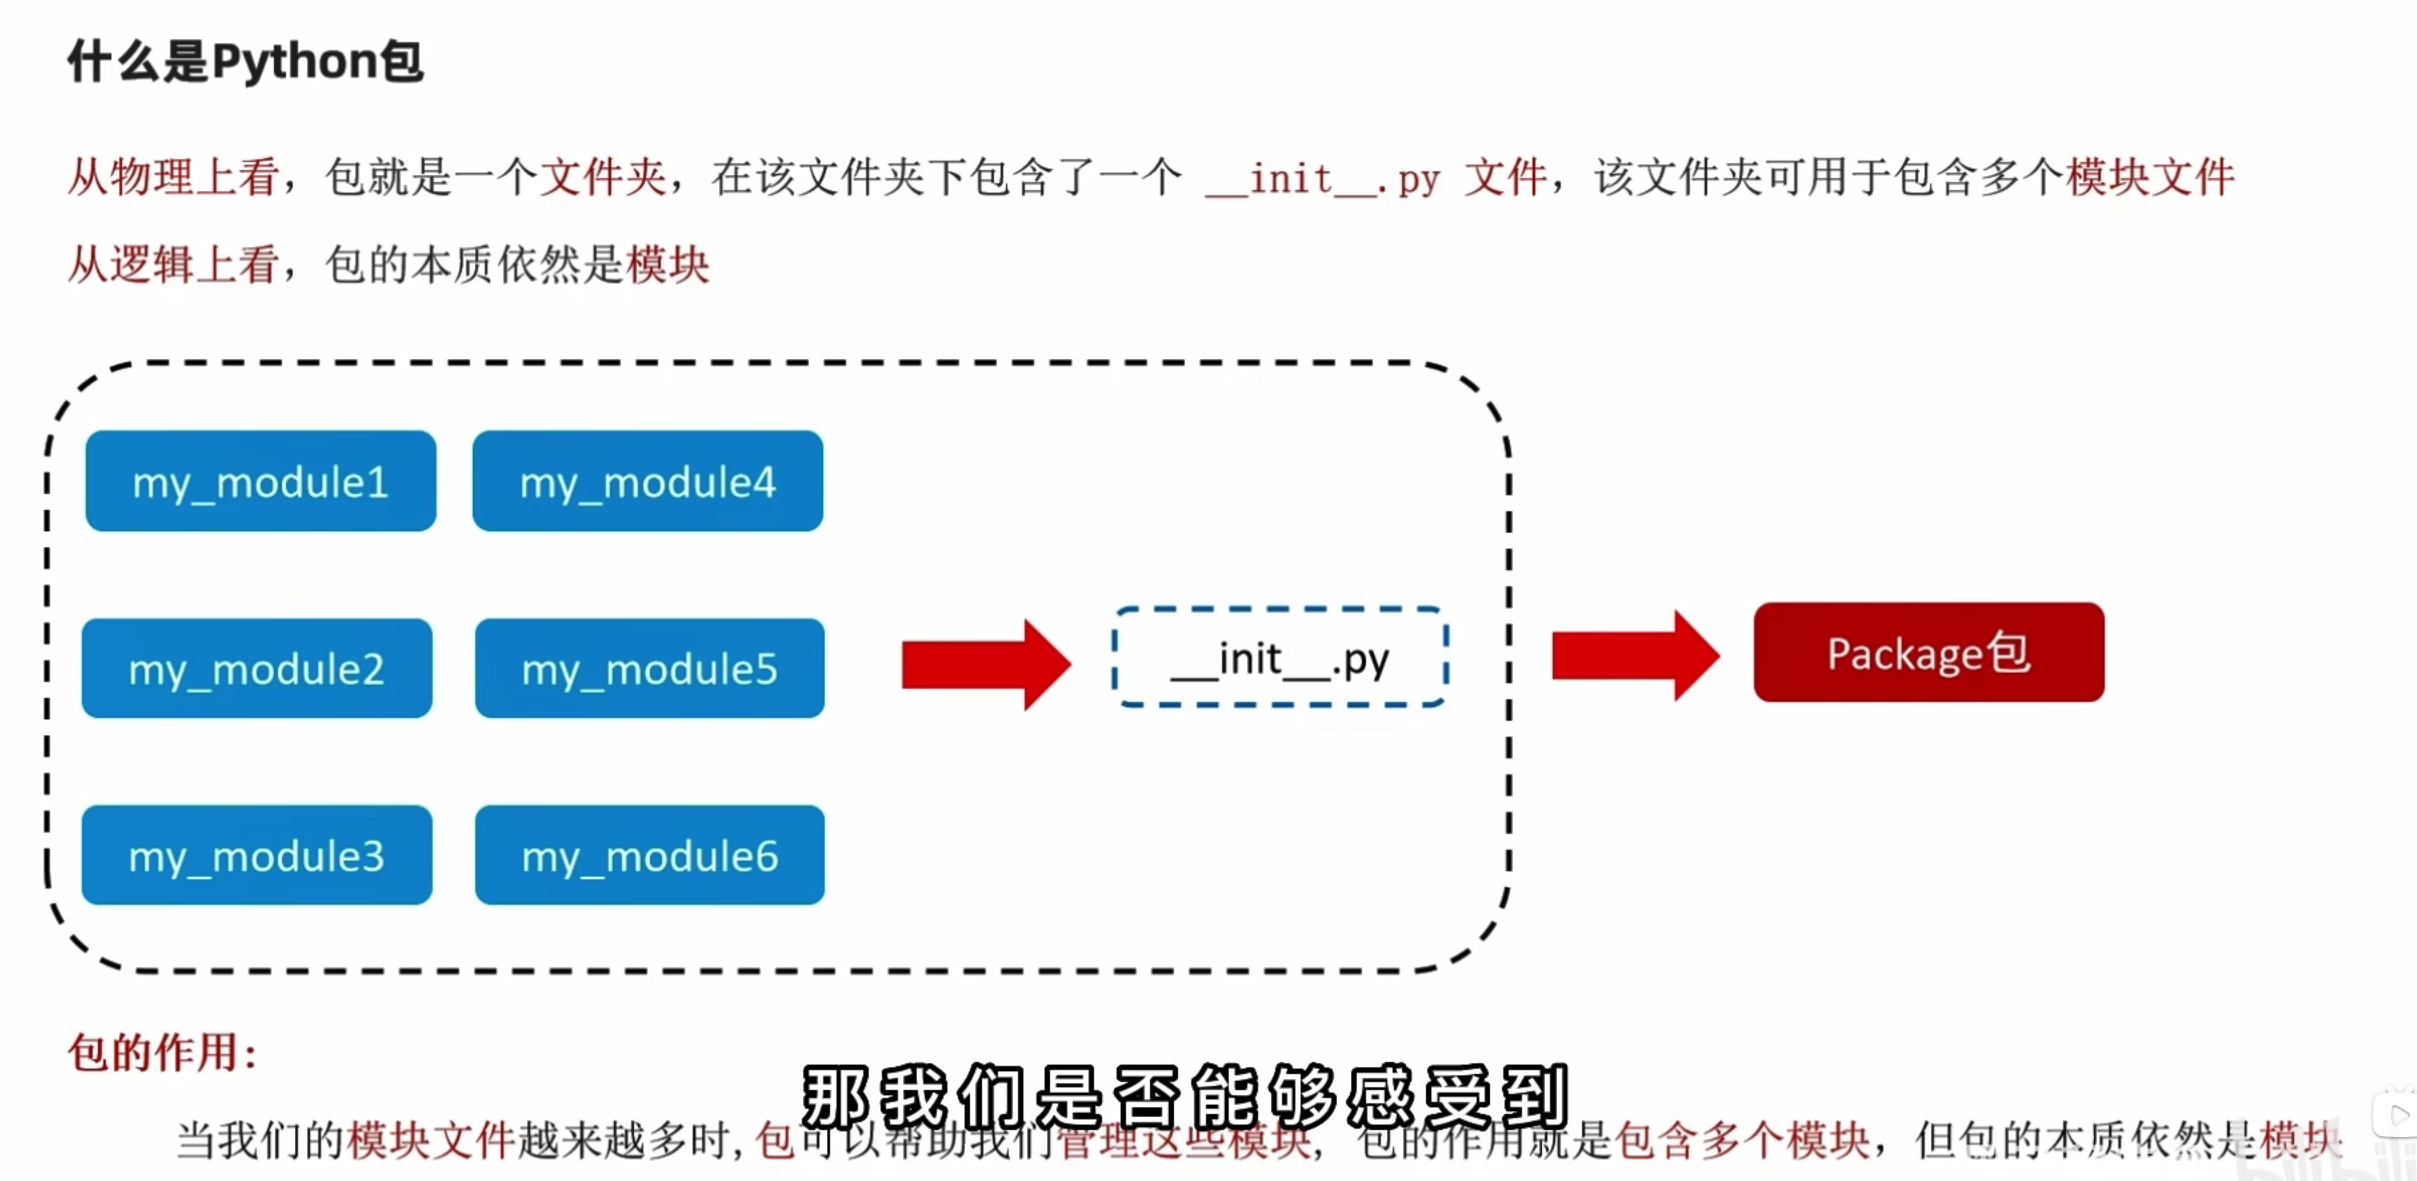 什么是Python包
从物理上看，包就是一个文件夹，在该文件夹下包含了一个 __init__.py 文件，该文件夹可用于包含多个模块文件
从逻辑上看，包的本质依然是模块
my_module1
my_module4
my_module2
my_module5
__init__.py
Package包
my_module3
my_module6
包的作用：
那我们是否能够感受到
当我们的模块文件越来越多时,包可以帮助我们管理这些模块, 包的作用就是包含多个模块，但包的本质依然是模块
bilibili